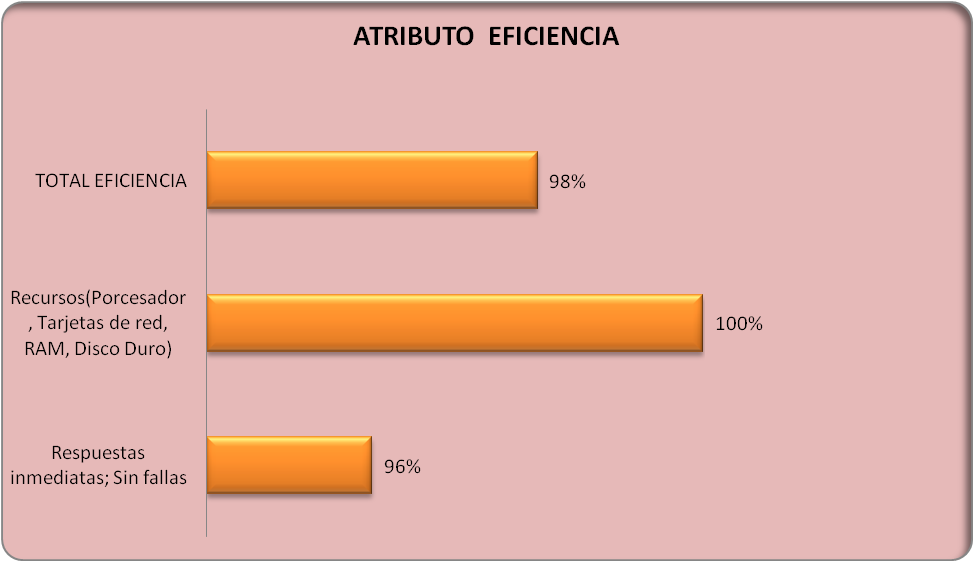 ATRIBUTO EFICIENCIA
TOTAL EFICIENCIA
98%
Recursos(Porcesador
, Tarjetas de red,
RAM, Disco Duro)
100%
Respuestas
inmediatas; Sin fallas
96%